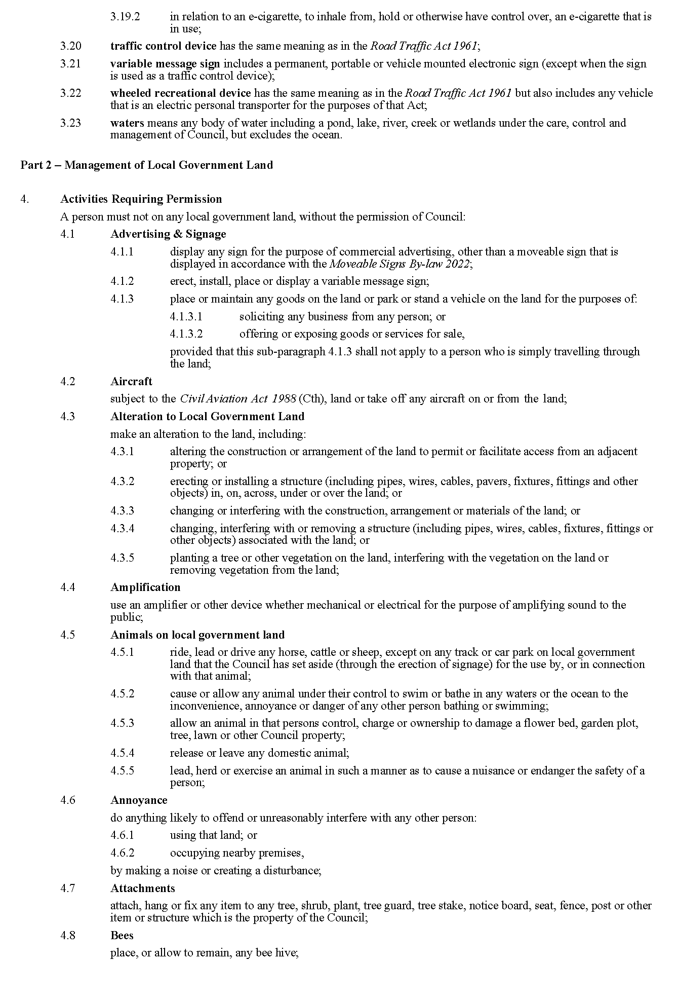 3.19.2 in relation to an e-cigarette, to inhale from, hold or otherwise have control over, an e-cigarette that is
in use;
3.20 traffic control device has the same meaning as in the Road Traffic Act 1961;
3.21 variable message sign includes a permanent, portable or vehicle mounted electronic sign (except when the sign
is used as a traffic control device);
3.22 wheeled recreational device has the same meaning as in the Road Traffic Act 1961 but also includes any vehicle
that is an electric personal transporter for the purposes of that Act;
3.23 waters means any body of water including a pond, lake, river, creek or wetlands under the care, control and
management of Council, but excludes the ocean.
Part 2 – Management of Local Government Land
4. Activities Requiring Permission
A person must not on any local government land, without the permission of Council:
4.1 Advertising & Signage
4.1.1 display any sign for the purpose of commercial advertising, other than a moveable sign that is
displayed in accordance with the Moveable Signs By-law 2022;
4.1.2 erect, install, place or display a variable message sign;
4.1.3 place or maintain any goods on the land or park or stand a vehicle on the land for the purposes of:
4.1.3.1 soliciting any business from any person; or
4.1.3.2 offering or exposing goods or services for sale,
provided that this sub-paragraph 4.1.3 shall not apply to a person who is simply travelling through
the land;
4.2 Aircraft
subject to the Civil Aviation Act 1988 (Cth), land or take off any aircraft on or from the land;
4.3 Alteration to Local Government Land
make an alteration to the land, including:
4.3.1 altering the construction or arrangement of the land to permit or facilitate access from an adjacent
property; or
4.3.2 erecting or installing a structure (including pipes, wires, cables, pavers, fixtures, fittings and other
objects) in, on, across, under or over the land; or
4.3.3 changing or interfering with the construction, arrangement or materials of the land; or
4.3.4 changing, interfering with or removing a structure (including pipes, wires, cables, fixtures, fittings or
other objects) associated with the land; or
4.3.5 planting a tree or other vegetation on the land, interfering with the vegetation on the land or
removing vegetation from the land;
4.4 Amplification
use an amplifier or other device whether mechanical or electrical for the purpose of amplifying sound to the
public;
4.5 Animals on local government land
4.5.1 ride, lead or drive any horse, cattle or sheep, except on any track or car park on local government
land that the Council has set aside (through the erection of signage) for the use by, or in connection
with that animal;
4.5.2 cause or allow any animal under their control to swim or bathe in any waters or the ocean to the
inconvenience, annoyance or danger of any other person bathing or swimming;
4.5.3 allow an animal in that persons control, charge or ownership to damage a flower bed, garden plot,
tree, lawn or other Council property;
4.5.4 release or leave any domestic animal;
4.5.5 lead, herd or exercise an animal in such a manner as to cause a nuisance or endanger the safety of a
person;
4.6 Annoyance
do anything likely to offend or unreasonably interfere with any other person:
4.6.1 using that land; or
4.6.2 occupying nearby premises,
by making a noise or creating a disturbance;
4.7 Attachments
attach, hang or fix any item to any tree, shrub, plant, tree guard, tree stake, notice board, seat, fence, post or other
item or structure which is the property of the Council;
4.8 Bees
place, or allow to remain, any bee hive;